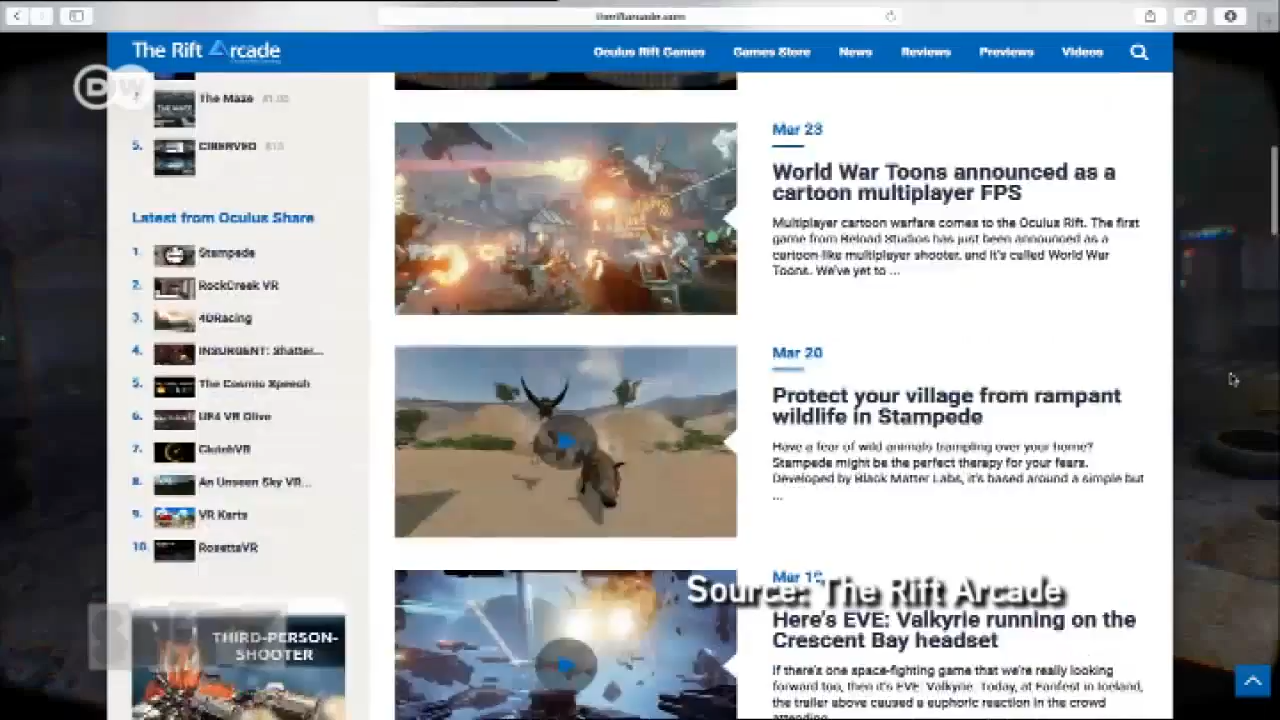 theriftarcade.com
The Rift Arcade
Oculus Rift Games
Games Store
News
Reviews
Previews
Videos
DW
The Maze
5. CINERVEO
Latest from Oculus Share
1. Stampede
2. RockCreek VR
3. 4DRacing
4. INSURGENT: Shatter...
5. The Cosmic Speech
6. UE4 VR Olive
7. ClutchVR
8. An Unseen Sky VR...
9. VR Karts
10. RosettaVR
THIRD-PERSON-
SHOOTER
Mar 23
World War Toons announced as a
cartoon multiplayer FPS
Multiplayer cartoon warfare comes to the Oculus Rift. The first
game from Reload Studios has just been announced as a
cartoon-like multiplayer shooter, and it's called World War
Toons. We've yet to ...
Mar 20
Protect your village from rampant
wildlife in Stampede
Have a fear of wild animals trampling over your home?
Stampede might be the perfect therapy for your fears.
Developed by Black Matter Labs, it's based around a simple but
...
Mar
Source: The Rift Arcade
Here's EVE: Valkyrie running on the
Crescent Bay headset
If there's one space-fighting game that we're really looking
forward too, then it's EVE: Valkyrie. Today, at Fanfest in Iceland,
the trailer above caused a euphoric reaction in the crowd
attending